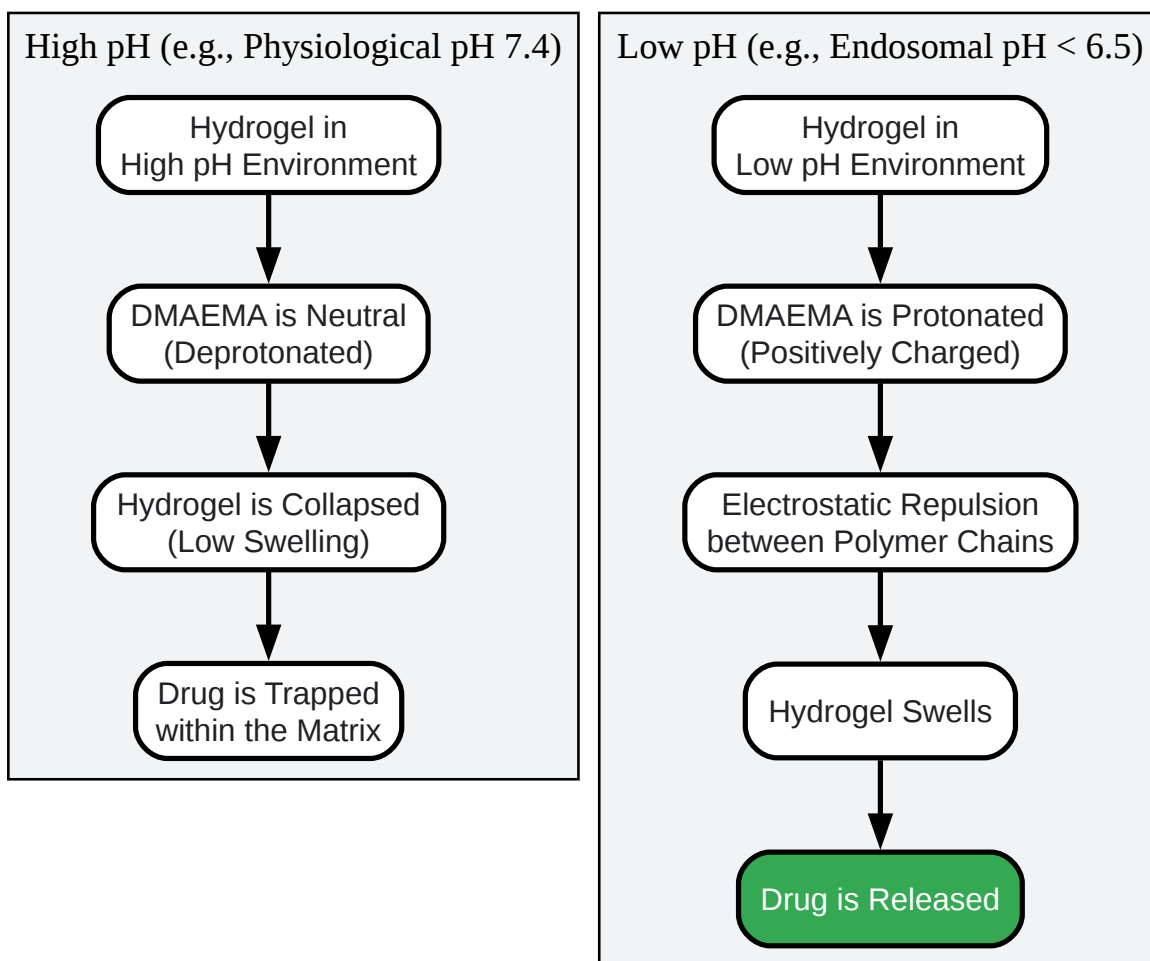 High pH (e.g., Physiological pH 7.4)
Hydrogel in
High pH Environment
DMAEMA is Neutral
(Deprotonated)
Hydrogel is Collapsed
(Low Swelling)
Drug is Trapped
within the Matrix
Low pH (e.g., Endosomal pH < 6.5)
Hydrogel in
Low pH Environment
DMAEMA is Protonated
(Positively Charged)
Electrostatic Repulsion
between Polymer Chains
Hydrogel Swells
Drug is Released